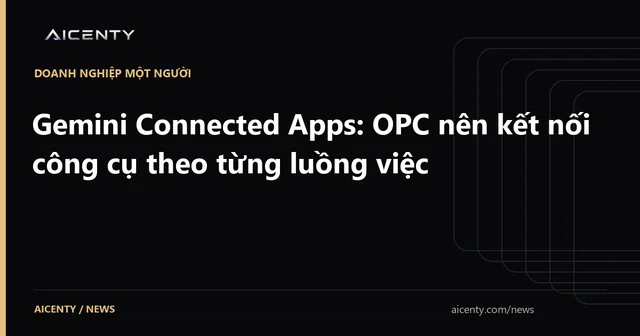 AICENTY
DOANH NGHIỆP MỘT NGƯỜI
Gemini Connected Apps: OPC nên kết nối
công cụ theo từng luồng việc
AICENTY / NEWS
aicenty.com/news